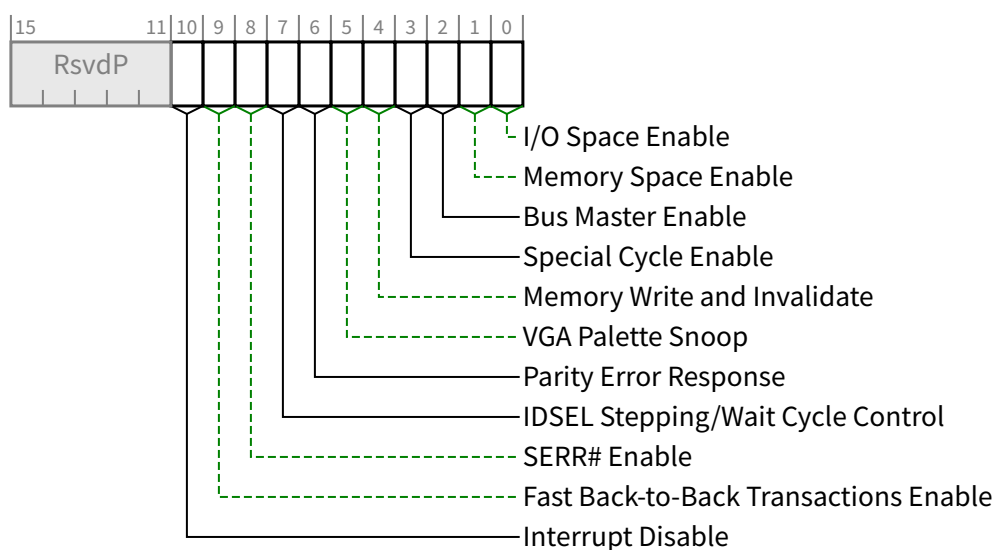 15 11 10 9 8 7 6 5 4 3 2 1 0
RsvdP
I/O Space Enable
Memory Space Enable
Bus Master Enable
Special Cycle Enable
Memory Write and Invalidate
VGA Palette Snoop
Parity Error Response
IDSEL Stepping/Wait Cycle Control
SERR# Enable
Fast Back-to-Back Transactions Enable
Interrupt Disable